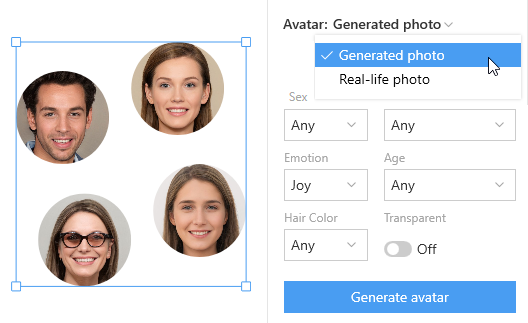 Avatar: Generated photo
Generated photo
Real-life photo
Sex
Any
Any
Emotion
Age
Joy
Any
Hair Color
Transparent
Any
Off
Generate avatar